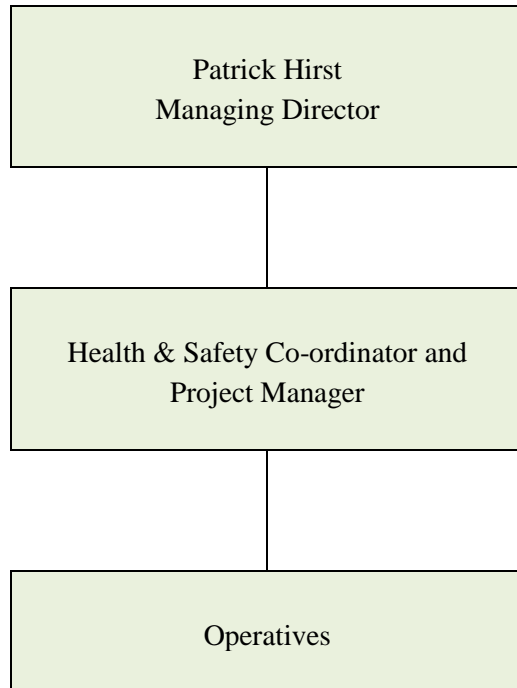 Patrick Hirst
Managing Director
Health & Safety Co-ordinator and
Project Manager
Operatives